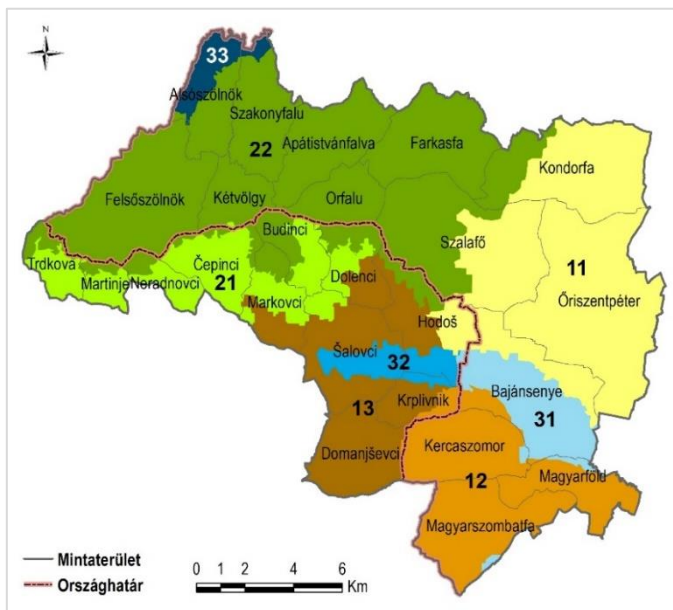 N
33
Alsószölnök
Szakonyfalu
22
Apátistvánfalva
Farkasfa
Kondorfa
Felsőszölnök
Kétvölgy
Orfalu
Budinci
Szalafő
Trdkova
Čepinci
Martinje
Neradnovci
21
Dolenci
11
Markovci
Őriszentpéter
Hodoš
Šalovci
32
Bajánsenye
13
Krplivnik
31
Domanjševci
Kercaszomor
12
Magyarföld
Magyarszombatfa
Mintaterület
Országhatár
0 1 2 4 6
Km